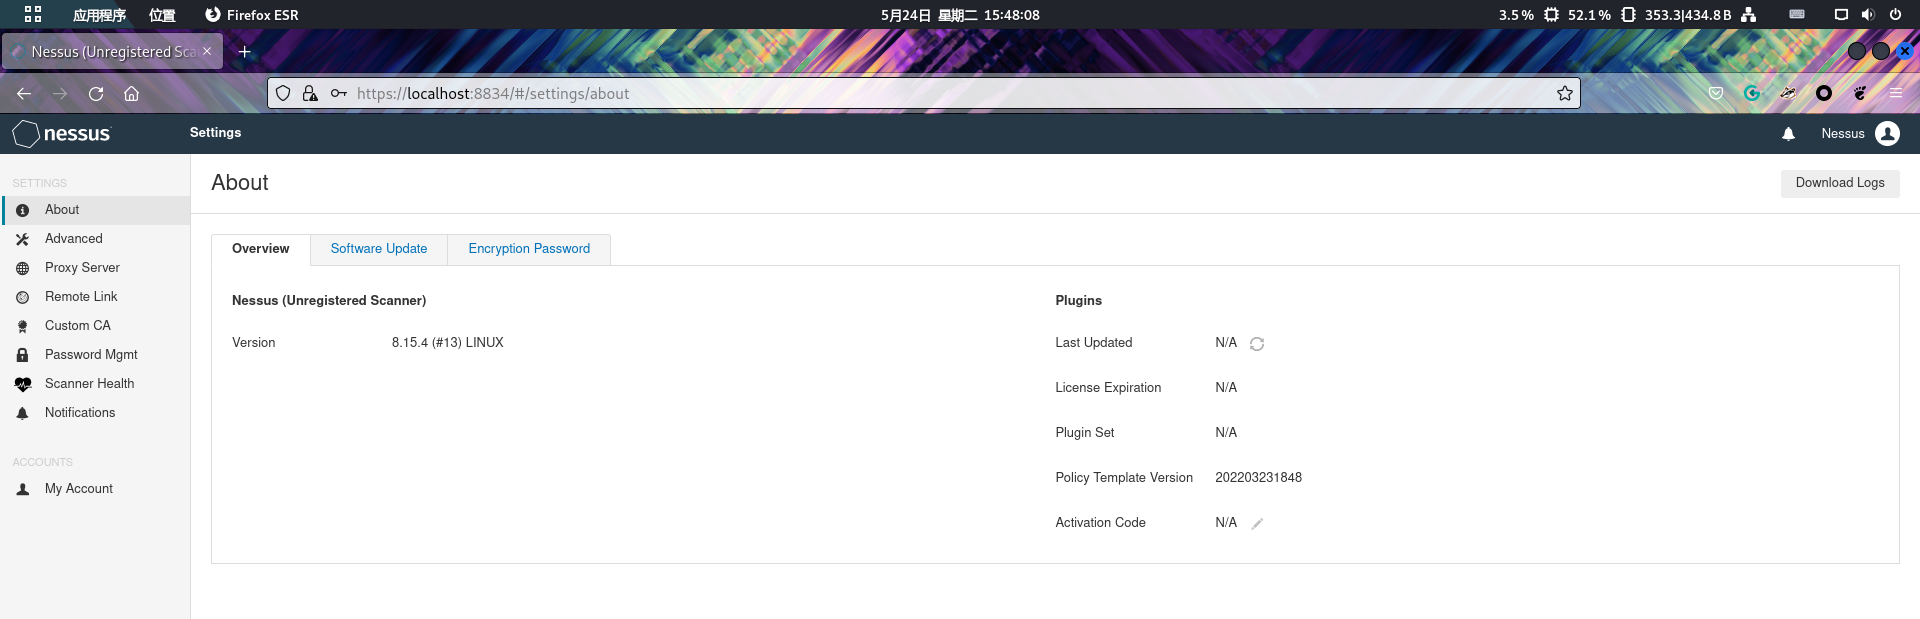 应用程序 位置 Firefox ESR 5月24日 星期二 15:48:08 3.5% 52.1% 353.3|434.8 B
Nessus (Unregistered Sca
https://localhost:8834/#/settings/about
nessus Settings Nessus
SETTINGS
About
Advanced
Proxy Server
Remote Link
Custom CA
Password Mgmt
Scanner Health
Notifications
ACCOUNTS
My Account
About Download Logs
Overview Software Update Encryption Password
Nessus (Unregistered Scanner)
Version 8.15.4 (#13) LINUX
Plugins
Last Updated N/A
License Expiration N/A
Plugin Set N/A
Policy Template Version 202203231848
Activation Code N/A